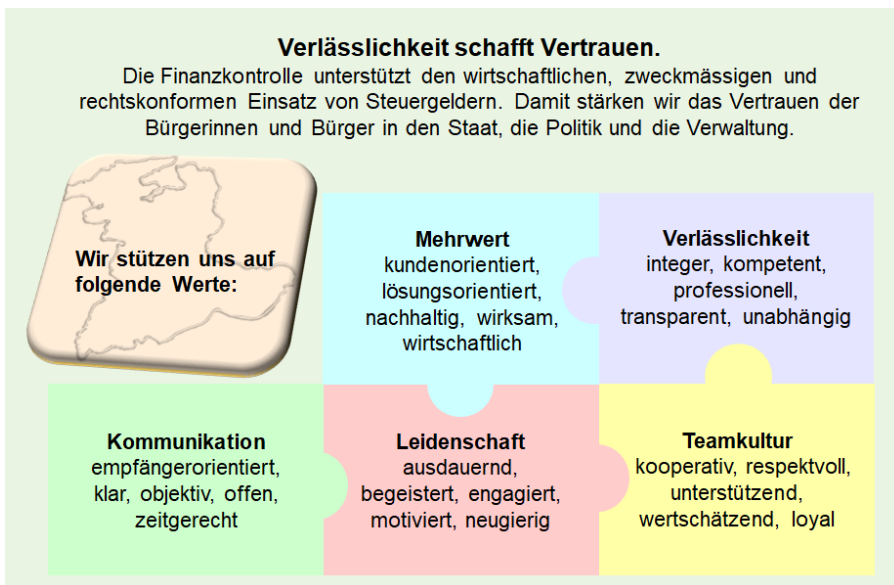 Verlässlichkeit schafft Vertrauen.
Die Finanzkontrolle unterstützt den wirtschaftlichen, zweckmässigen und
rechtskonformen Einsatz von Steuergeldern. Damit stärken wir das Vertrauen der
Bürgerinnen und Bürger in den Staat, die Politik und die Verwaltung.
Wir stützen uns auf
folgende Werte:
Mehrwert
kundenorientiert,
lösungsorientiert,
nachhaltig, wirksam,
wirtschaftlich
Verlässlichkeit
integer, kompetent,
professionell,
transparent, unabhängig
Kommunikation
empfängerorientiert,
klar, objektiv, offen,
zeitgerecht
Leidenschaft
ausdauernd,
begeistert, engagiert,
motiviert, neugierig
Teamkultur
kooperativ, respektvoll,
unterstützend,
wertschätzend, loyal